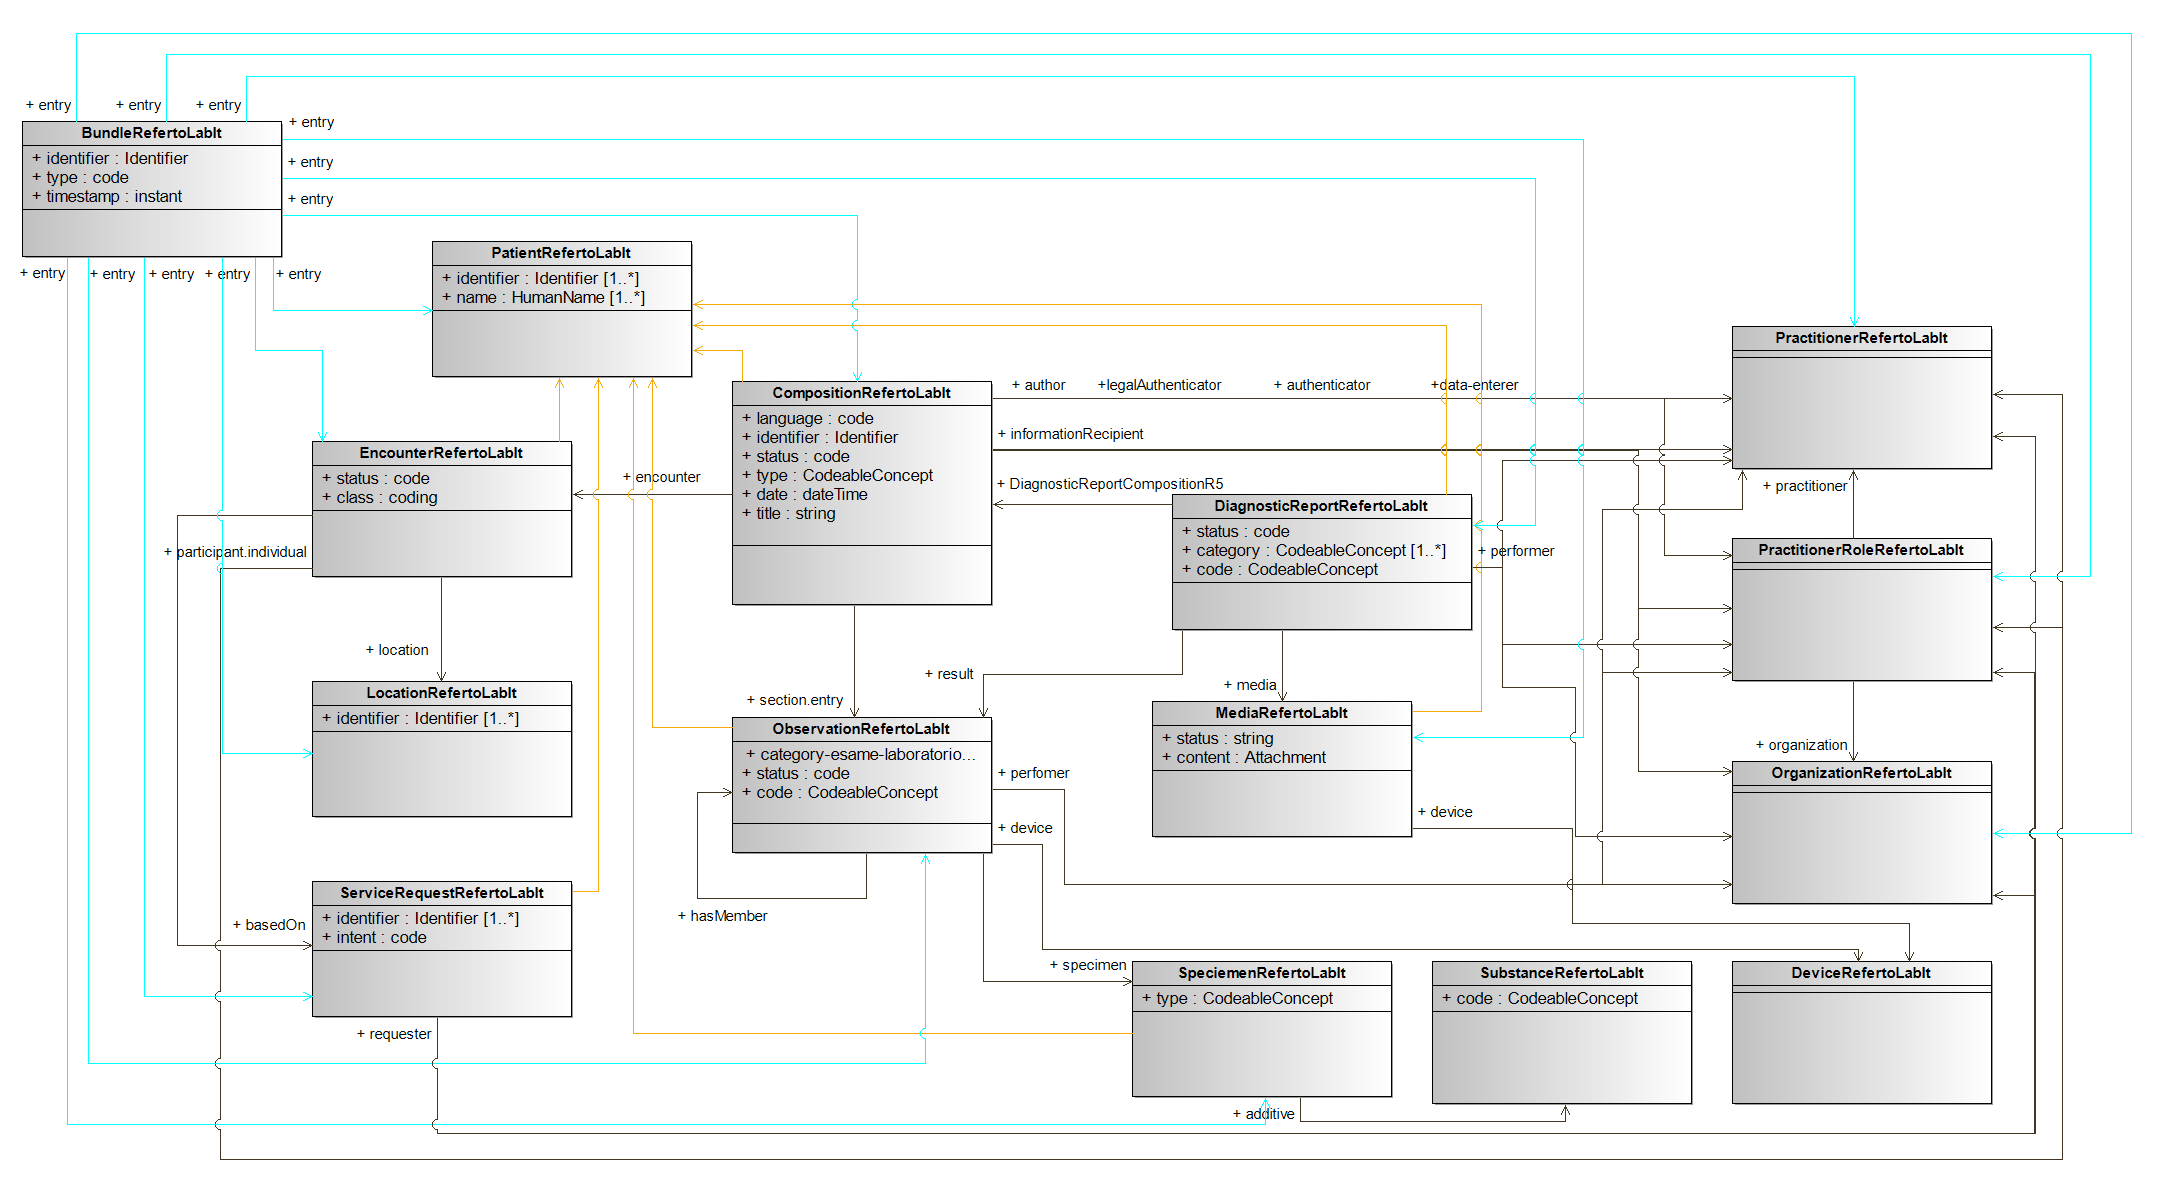 + entry
+ entry
+ entry
+ entry
BundleRefertoLabIt
+ identifier : Identifier
+ type : code
+ timestamp : instant
+ entry
+ entry
+ entry
+ entry
+ entry
+ entry
+ entry
PatientRefertoLabIt
+ identifier : Identifier [1..*]
+ name : HumanName [1..*]
PractitionerRefertoLabIt
CompositionRefertoLabIt
+ language : code
+ identifier : Identifier
+ status : code
+ type : CodeableConcept
+ date : dateTime
+ title : string
+ author
+legalAuthenticator
+ authenticator
+data-enterer
+ informationRecipient
+ DiagnosticReportCompositionR5
+ encounter
EncounterRefertoLabIt
+ status : code
+ class : coding
+ participant.individual
+ location
DiagnosticReportRefertoLabIt
+ status : code
+ category : CodeableConcept [1..*]
+ code : CodeableConcept
+ performer
+ practitioner
PractitionerRoleRefertoLabIt
+ result
+ media
+ section.entry
LocationRefertoLabIt
+ identifier : Identifier [1..*]
ObservationRefertoLabIt
+ category-esame-laboratorio...
+ status : code
+ code : CodeableConcept
+ perfomer
+ device
+ hasMember
MediaRefertoLabIt
+ status : string
+ content : Attachment
+ device
+ organization
OrganizationRefertoLabIt
ServiceRequestRefertoLabIt
+ identifier : Identifier [1..*]
+ intent : code
+ basedOn
+ requester
+ specimen
SpeciemenRefertoLabIt
+ type : CodeableConcept
+ additive
SubstanceRefertoLabIt
+ code : CodeableConcept
DeviceRefertoLabIt